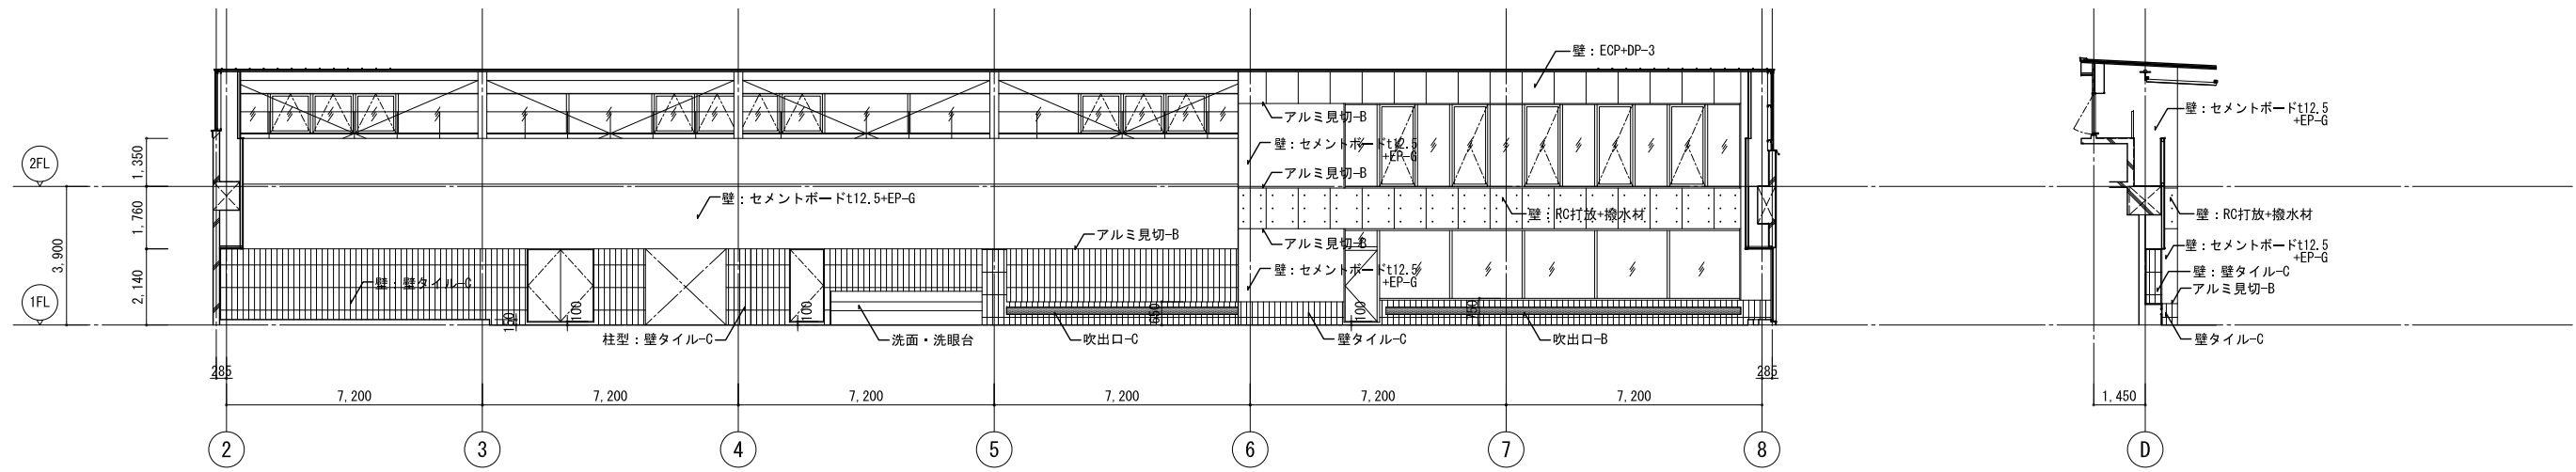 壁：ECP+DP-3
アルミ見切-B
壁：セメントボードt12.5
+EP-G
アルミ見切-B
壁：セメントボードt12.5+EP-G
壁：RC打放+撥水材
アルミ見切-B
アルミ見切-B
壁：セメントボードt12.5
+EP-G
壁：壁タイル-C
2FL
1FL
1,350
1,760
2,140
3,900
150
100
100
650
100
750
柱型：壁タイル-C
洗面・洗眼台
吹出口-C
壁タイル-C
吹出口-B
285
285
7,200
7,200
7,200
7,200
7,200
7,200
2
3
4
5
6
7
8
壁：セメントボードt12.5
+EP-G
壁：RC打放+撥水材
壁：セメントボードt12.5
+EP-G
壁：壁タイル-C
アルミ見切-B
壁タイル-C
1,450
D